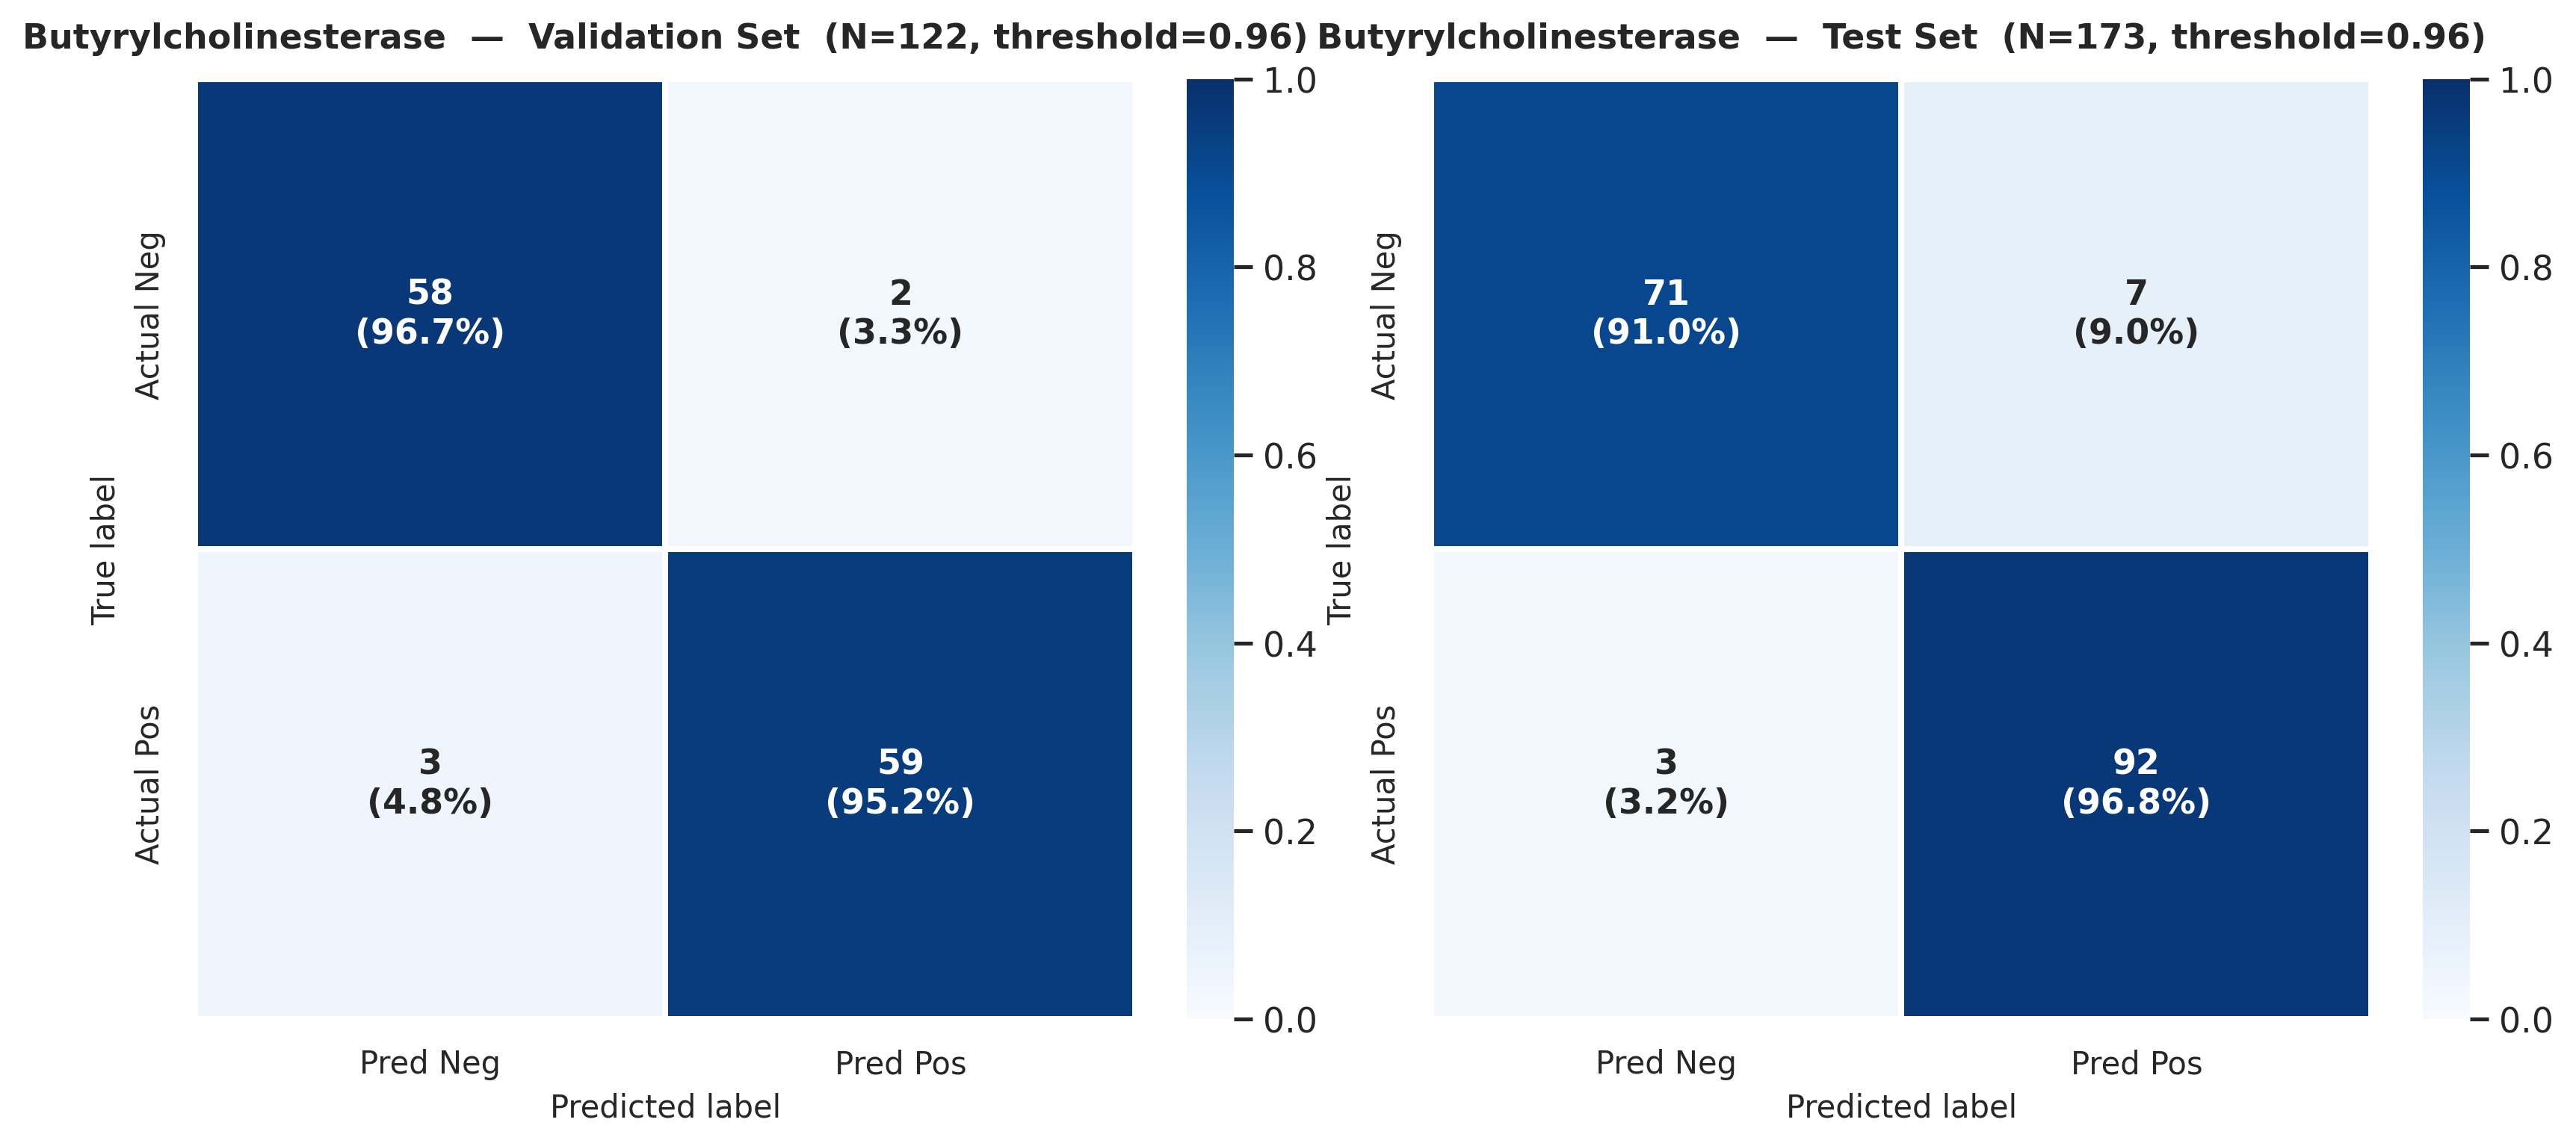 Butyrylcholinesterase — Validation Set (N=122, threshold=0.96)
True label
Actual Neg
Actual Pos
58
(96.7%)
2
(3.3%)
3
(4.8%)
59
(95.2%)
Pred Neg
Pred Pos
Predicted label
1.0
0.8
0.6
0.4
0.2
0.0
Butyrylcholinesterase — Test Set (N=173, threshold=0.96)
True label
Actual Neg
Actual Pos
71
(91.0%)
7
(9.0%)
3
(3.2%)
92
(96.8%)
Pred Neg
Pred Pos
Predicted label
1.0
0.8
0.6
0.4
0.2
0.0